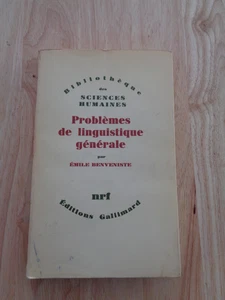 Bibliothèque
des
SCIENCES
HUMAINES
Problèmes
de linguistique
générale
par
ÉMILE BENVENISTE
nrf
Éditions Gallimard